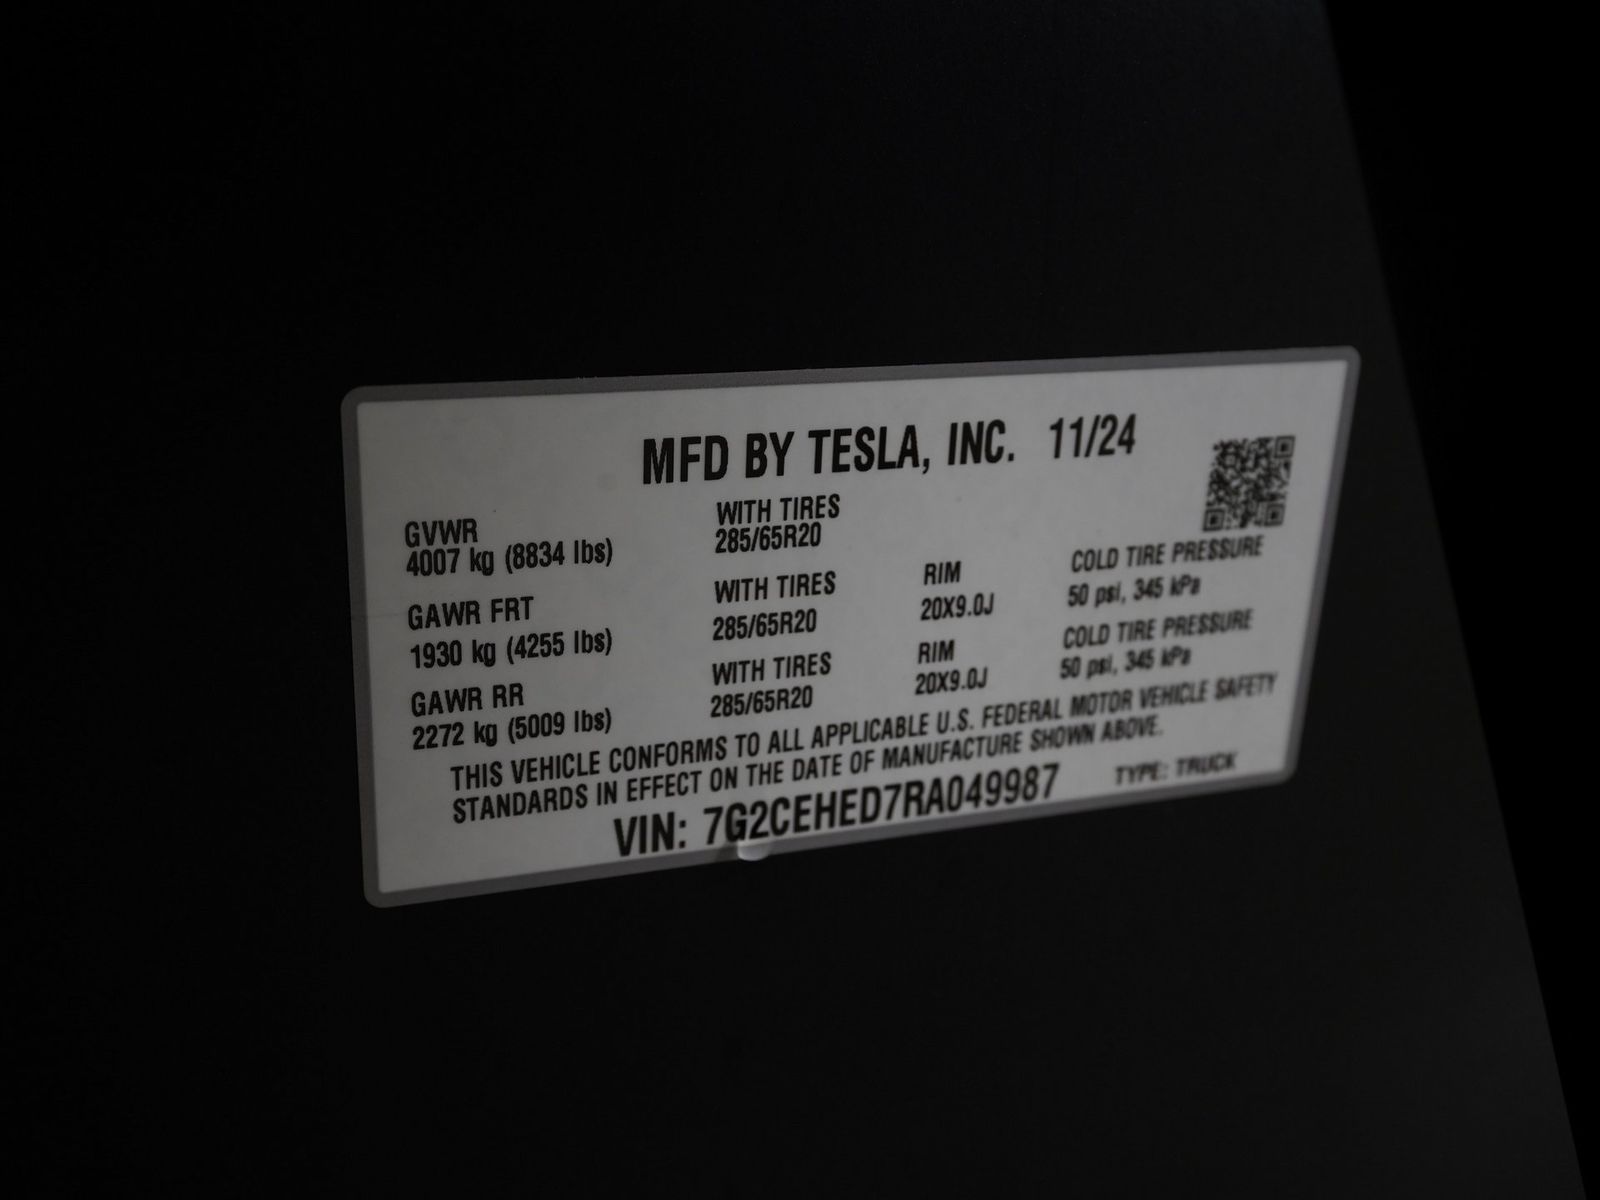 MFD BY TESLA, INC. 11/24
GVWR WITH TIRES
4007 kg (8834 lbs) 285/65R20
GAWR FRT WITH TIRES RIM COLD TIRE PRESSURE
1930 kg (4255 lbs) 285/65R20 20X9.0J 50 psi, 345 kPa
GAWR RR WITH TIRES RIM COLD TIRE PRESSURE
2272 kg (5009 lbs) 285/65R20 20X9.0J 50 psi, 345 kPa
THIS VEHICLE CONFORMS TO ALL APPLICABLE U.S. FEDERAL MOTOR VEHICLE SAFETY
STANDARDS IN EFFECT ON THE DATE OF MANUFACTURE SHOWN ABOVE.
VIN: 7G2CEHED7RA049987 TYPE: TRUCK